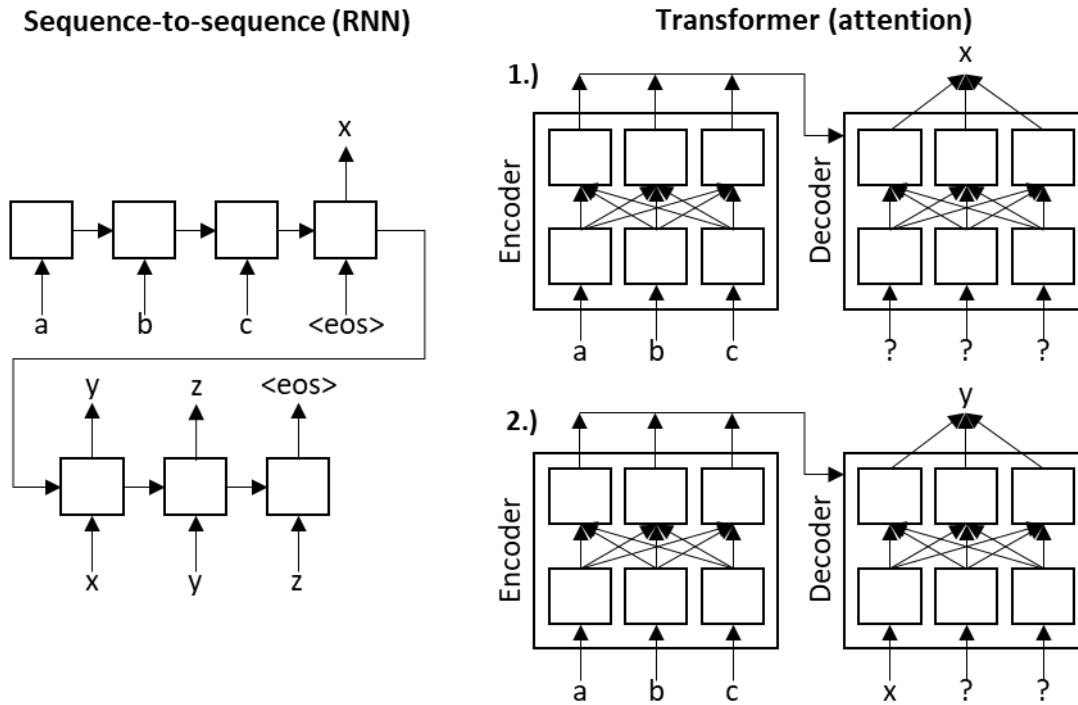 Sequence-to-sequence (RNN)
x
a b c <eos>
y z <eos>
x y z
Transformer (attention)
1.)
x
Encoder
Decoder
a b c ? ? ?
2.)
y
Encoder
Decoder
a b c x ? ?